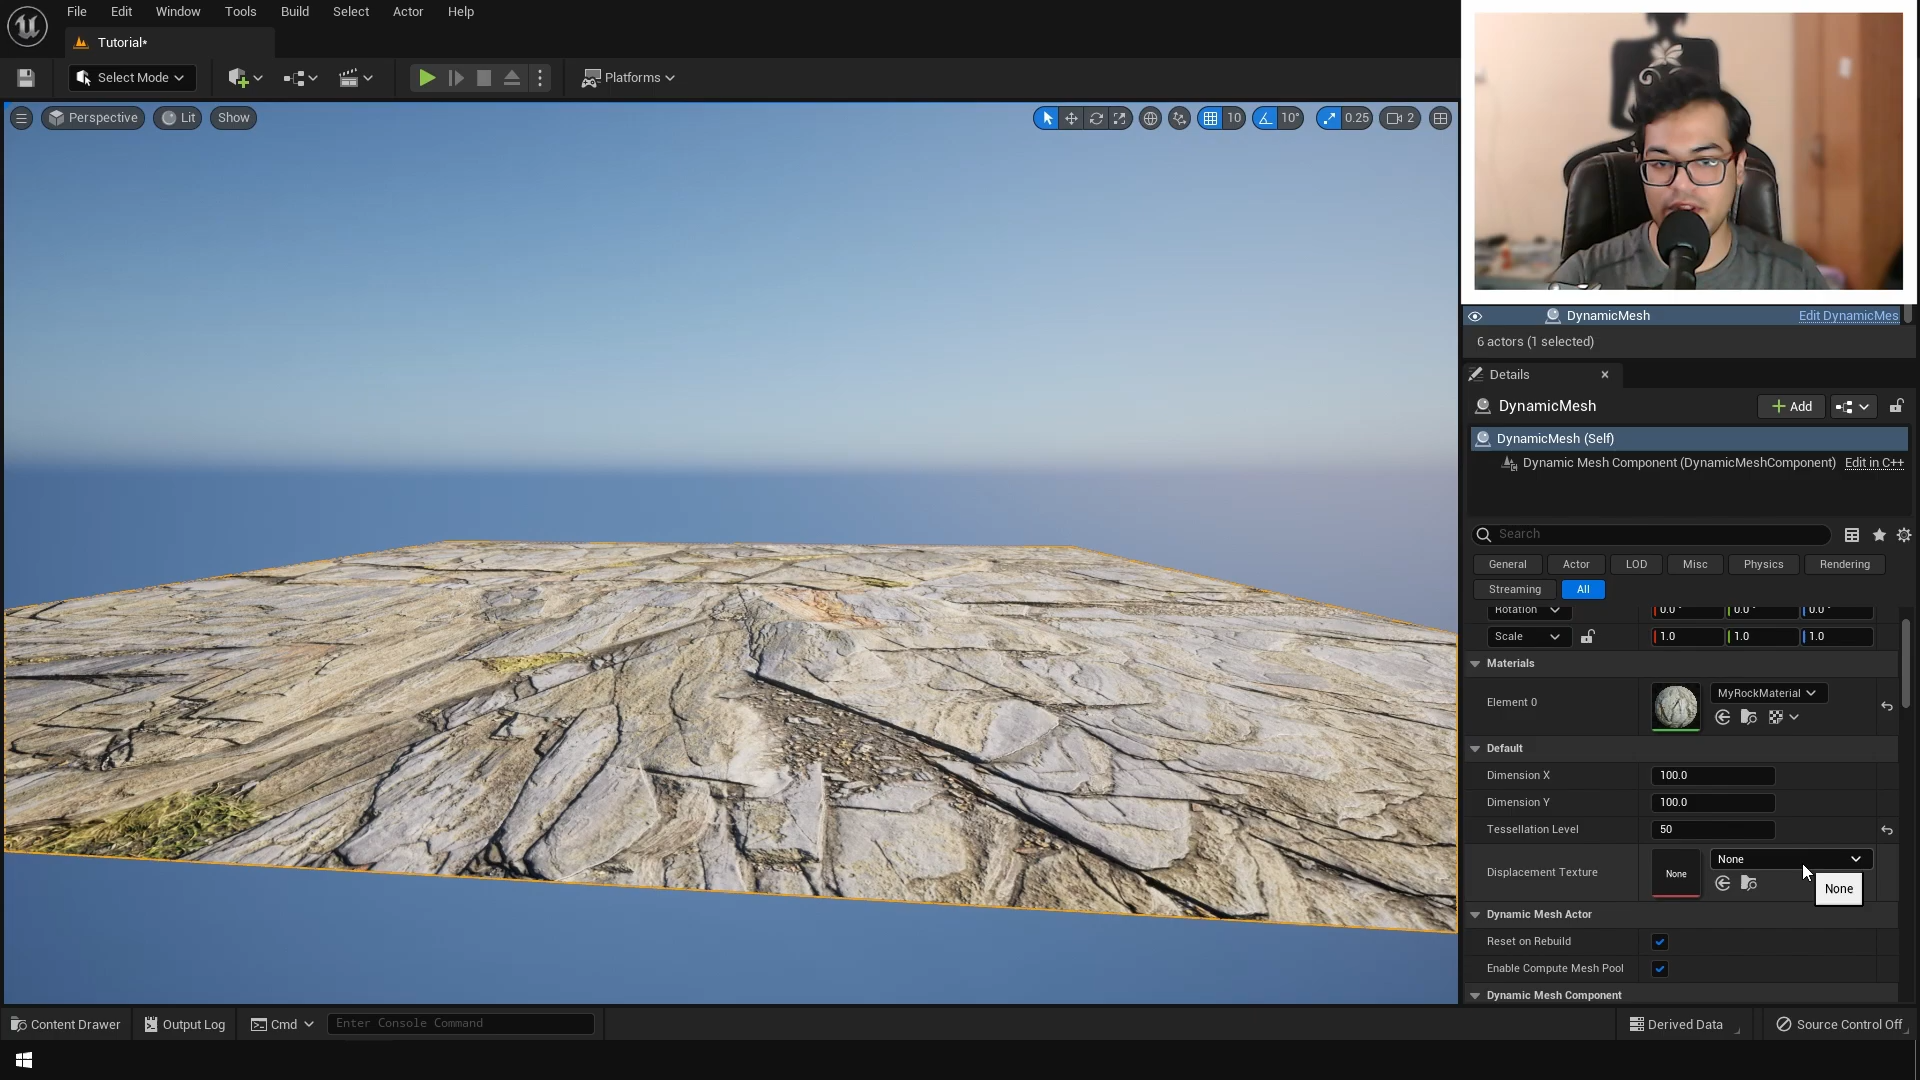 File Edit Window Tools Build Select Actor Help
Tutorial*
Select Mode Platforms
Perspective Lit Show 10 10° 0.25 2
DynamicMesh Edit DynamicMes
6 actors (1 selected)
Details
DynamicMesh Add
DynamicMesh (Self)
Dynamic Mesh Component (DynamicMeshComponent) Edit in C++
Search
General Actor LOD Misc Physics Rendering
Streaming All
Rotation 0.0° 0.0° 0.0°
Scale 1.0 1.0 1.0
Materials
Element 0 MyRockMaterial
Default
Dimension X 100.0
Dimension Y 100.0
Tessellation Level 50
Displacement Texture None None
None
Dynamic Mesh Actor
Reset on Rebuild
Enable Compute Mesh Pool
Dynamic Mesh Component
Content Drawer Output Log Cmd Enter Console Command Derived Data Source Control Off